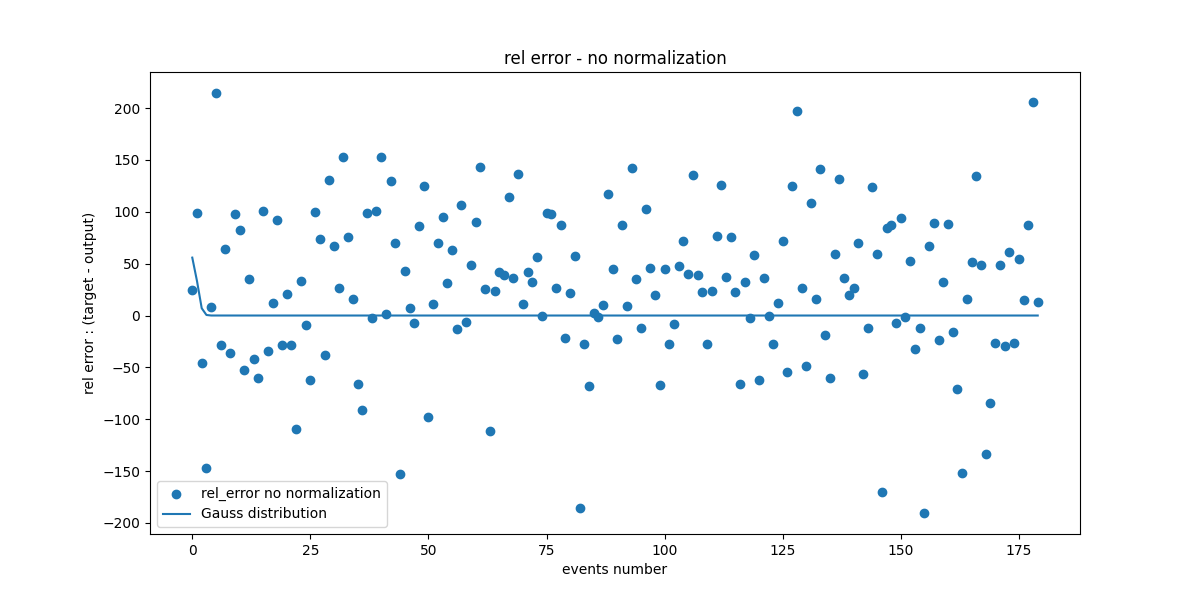 rel error - no normalization
rel error : (target - output)
200
150
100
50
0
−50
−100
−150
−200
rel_error no normalization
Gauss distribution
0 25 50 75 100 125 150 175
events number